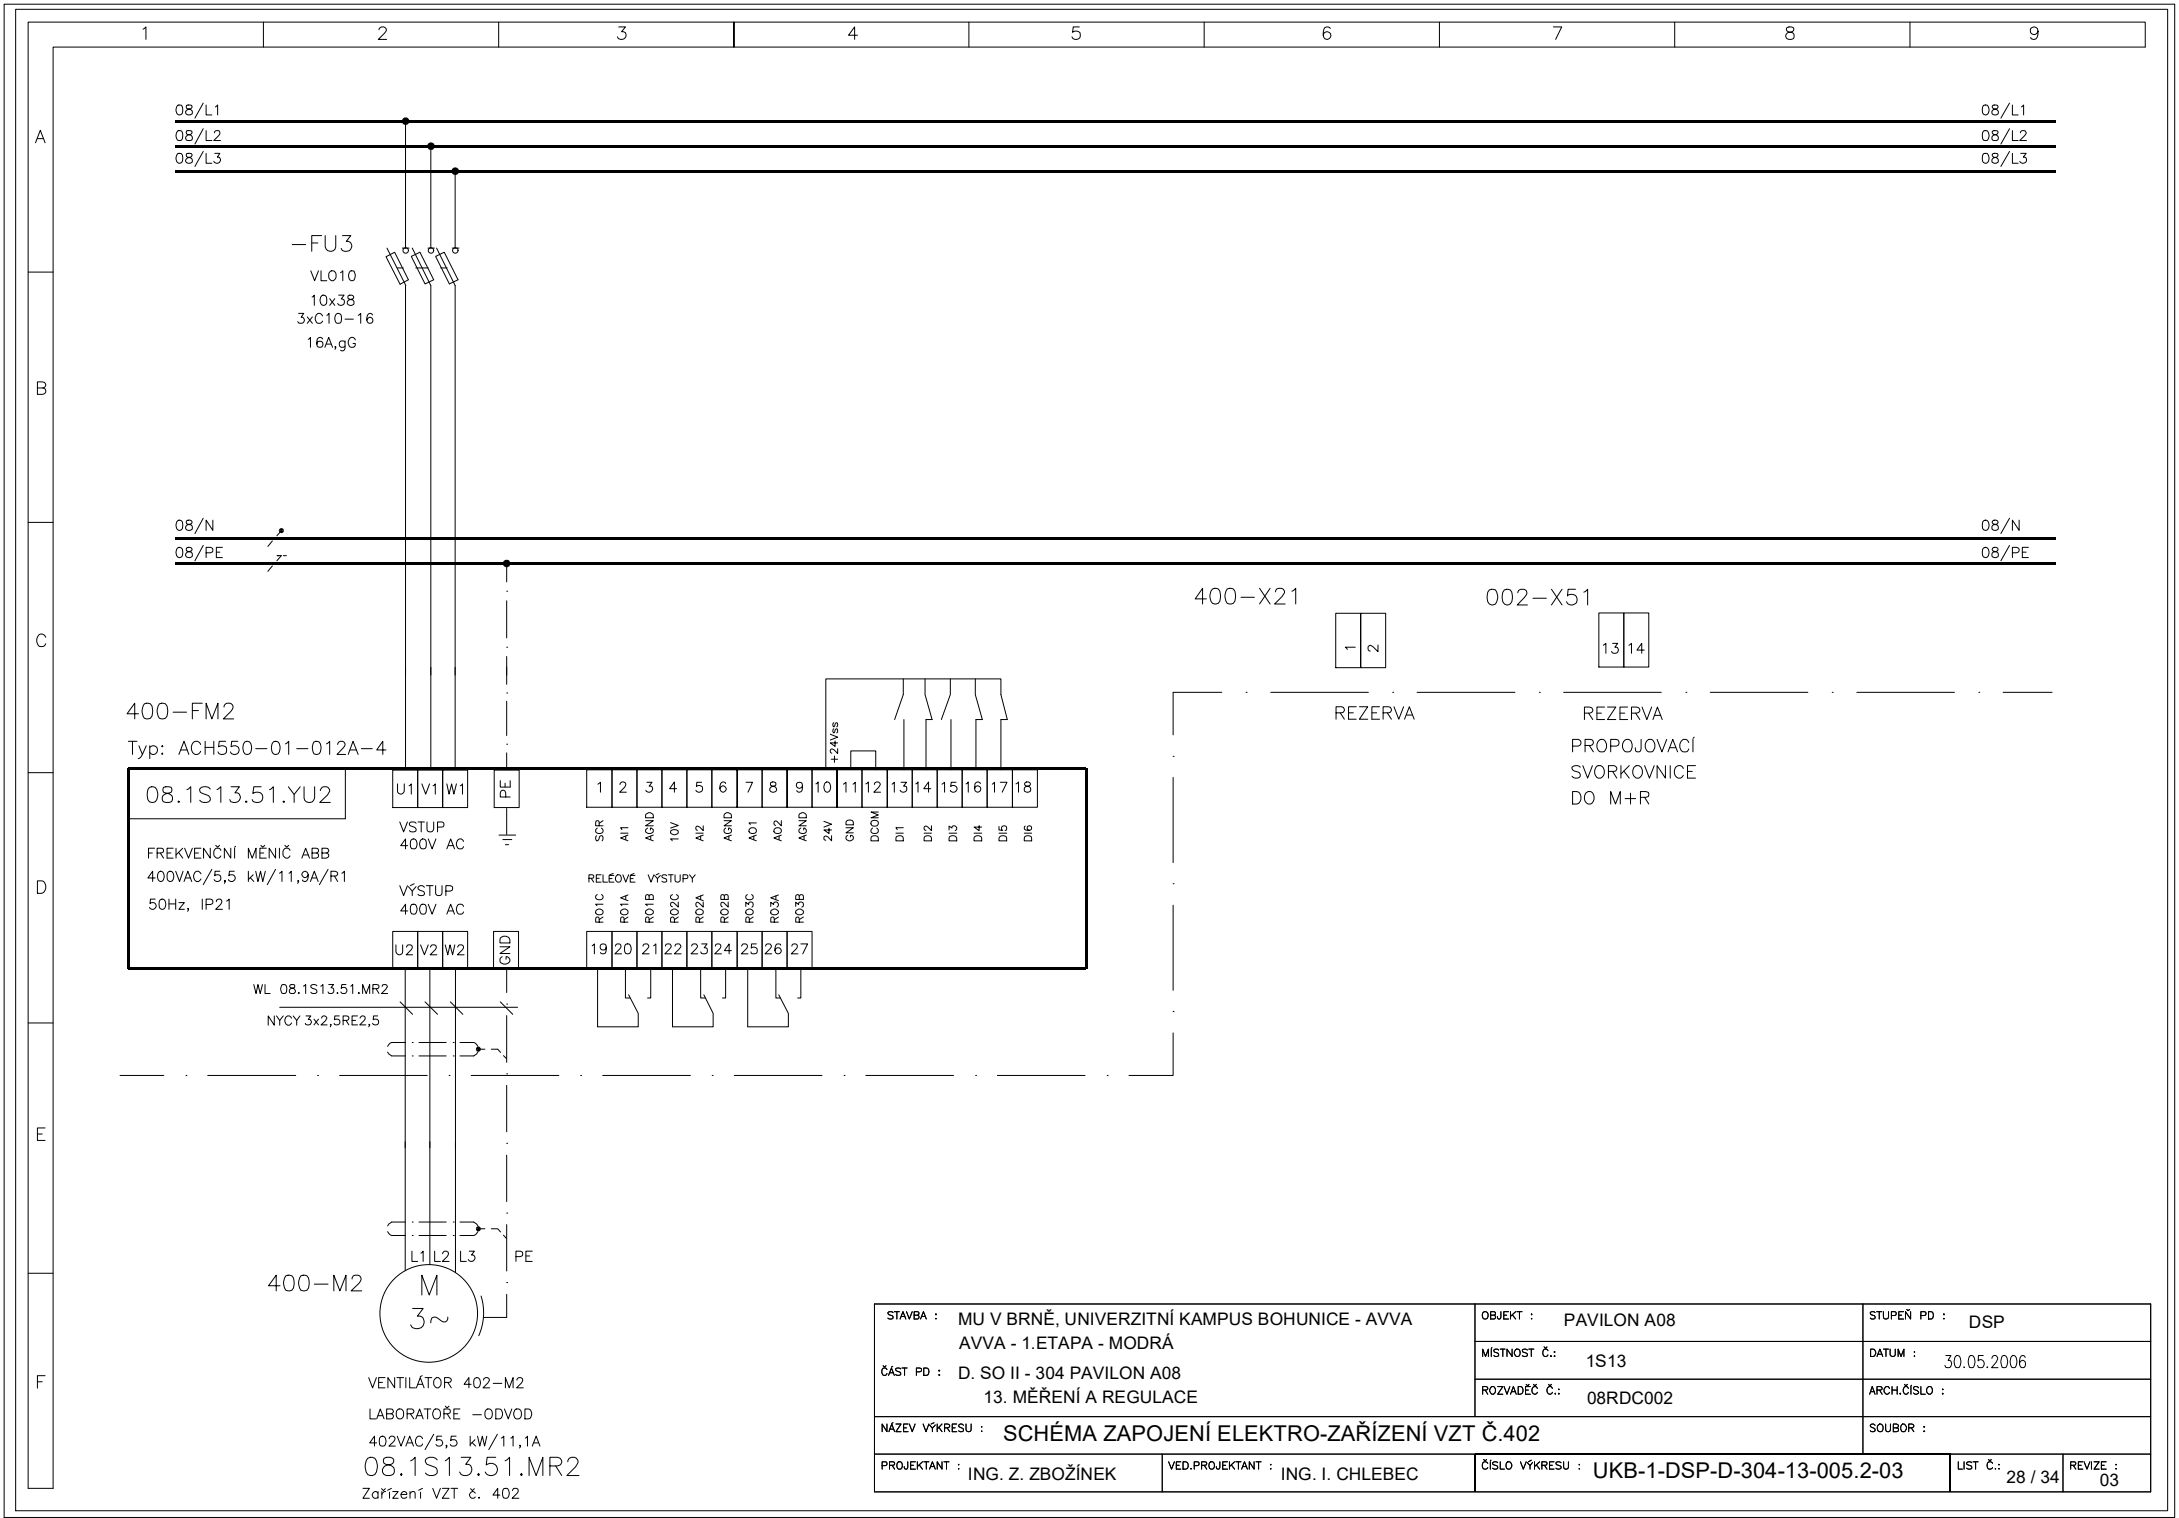 1 2 3 4 5 6 7 8 9
A
B
C
D
E
F
08/L1 08/L1
08/L2 08/L2
08/L3 08/L3
-FU3
VLO10
10x38
3xC10-16
16A,gG
08/N 08/N
08/PE 08/PE
400-X21
1 2
REZERVA
002-X51
13 14
REZERVA
PROPOJOVACÍ
SVORKOVNICE
DO M+R
400-FM2
Typ: ACH550-01-012A-4
08.1S13.51.YU2
FREKVENČNÍ MĚNIČ ABB
400VAC/5,5 kW/11,9A/R1
50Hz, IP21
U1 V1 W1 PE
VSTUP
400V AC
VÝSTUP
400V AC
U2 V2 W2 GND
+24Vss
1 2 3 4 5 6 7 8 9 10 11 12 13 14 15 16 17 18
SCR AI1 AGND 10V AI2 AGND AO1 AO2 AGND 24V GND DCOM DI1 DI2 DI3 DI4 DI5 DI6
RELÉOVÉ VÝSTUPY
RO1C RO1A RO1B RO2C RO2A RO2B RO3C RO3A RO3B
19 20 21 22 23 24 25 26 27
WL 08.1S13.51.MR2
NYCY 3x2,5RE2,5
L1 L2 L3 PE
400-M2
M
3~
VENTILÁTOR 402-M2
LABORATOŘE -ODVOD
402VAC/5,5 kW/11,1A
08.1S13.51.MR2
Zařízení VZT č. 402
STAVBA : MU V BRNĚ, UNIVERZITNÍ KAMPUS BOHUNICE - AVVA
AVVA - 1.ETAPA - MODRÁ
ČÁST PD : D. SO II - 304 PAVILON A08
13. MĚŘENÍ A REGULACE
OBJEKT : PAVILON A08
MÍSTNOST Č.: 1S13
ROZVADĚČ Č.: 08RDC002
STUPEŇ PD : DSP
DATUM : 30.05.2006
ARCH.ČÍSLO :
NÁZEV VÝKRESU : SCHÉMA ZAPOJENÍ ELEKTRO-ZAŘÍZENÍ VZT Č.402
SOUBOR :
PROJEKTANT : ING. Z. ZBOŽÍNEK
VED.PROJEKTANT : ING. I. CHLEBEC
ČÍSLO VÝKRESU : UKB-1-DSP-D-304-13-005.2-03
LIST Č.: 28 / 34
REVIZE : 03